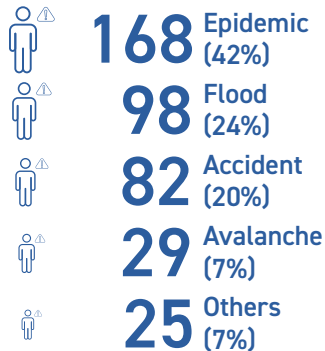 168 Epidemic
(42%)
98 Flood
(24%)
82 Accident
(20%)
29 Avalanche
(7%)
25 Others
(7%)